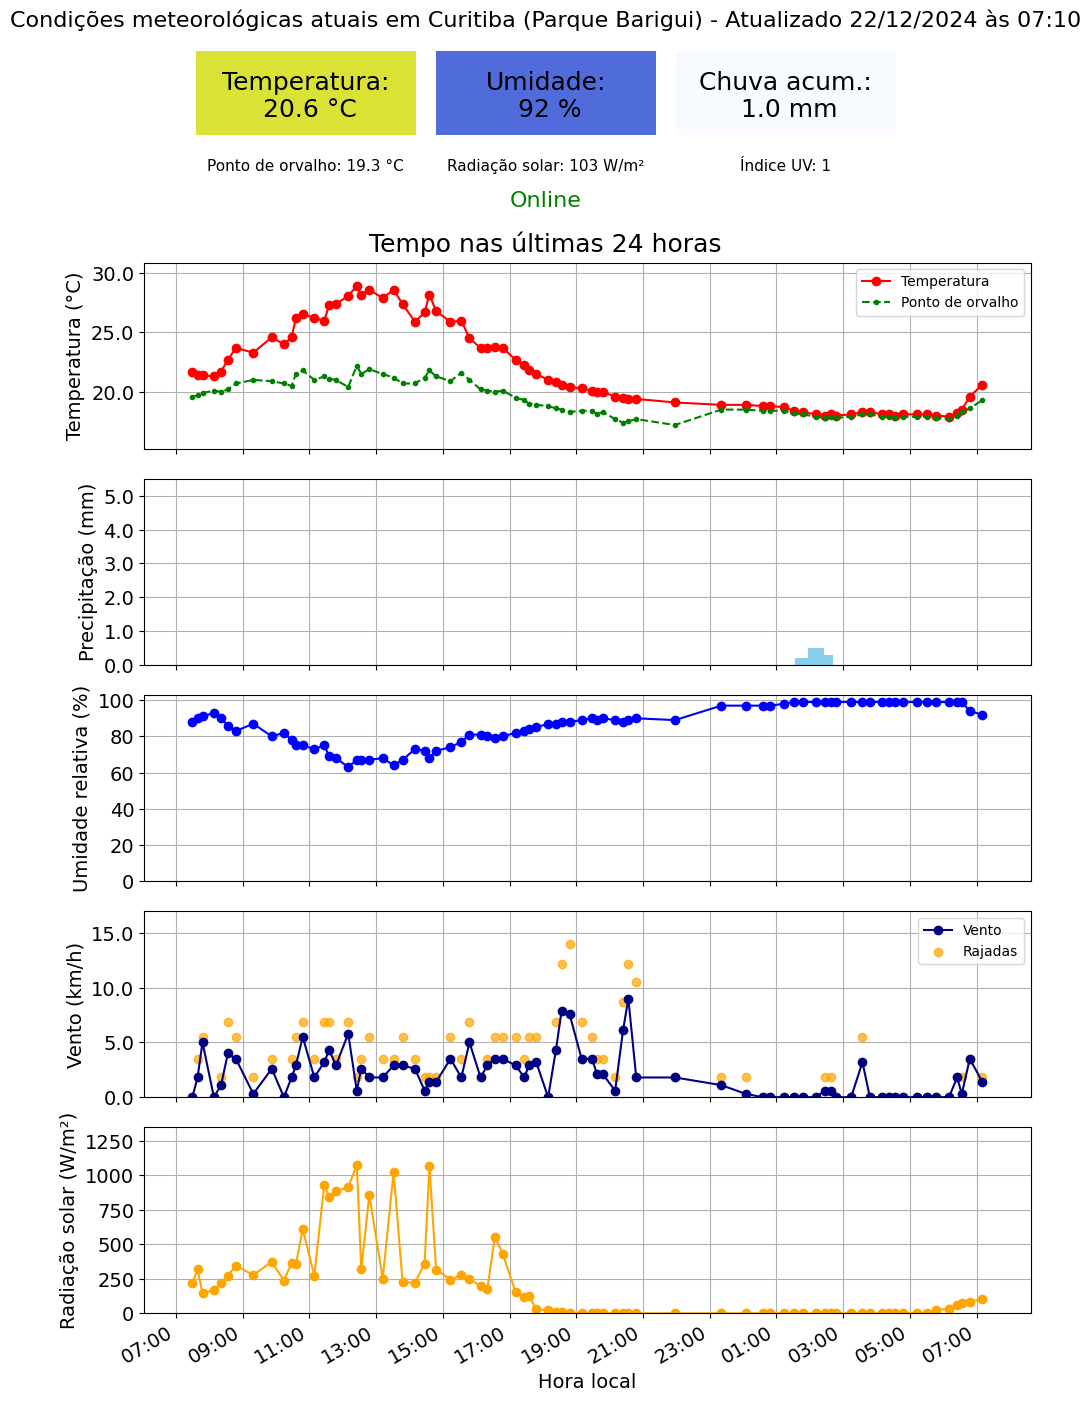 Condições meteorológicas atuais em Curitiba (Parque Barigui) - Atualizado 22/12/2024 às 07:10
Temperatura:
20.6 °C
Umidade:
92 %
Chuva acum.:
1.0 mm
Ponto de orvalho: 19.3 °C
Radiação solar: 103 W/m²
Índice UV: 1
Online
Tempo nas últimas 24 horas
Temperatura (°C)
30.0
25.0
20.0
Temperatura
Ponto de orvalho
Precipitação (mm)
5.0
4.0
3.0
2.0
1.0
0.0
Umidade relativa (%)
100
80
60
40
20
0
Vento (km/h)
15.0
10.0
5.0
0.0
Vento
Rajadas
Radiação solar (W/m²)
1250
1000
750
500
250
0
07:00 09:00 11:00 13:00 15:00 17:00 19:00 21:00 23:00 01:00 03:00 05:00 07:00
Hora local